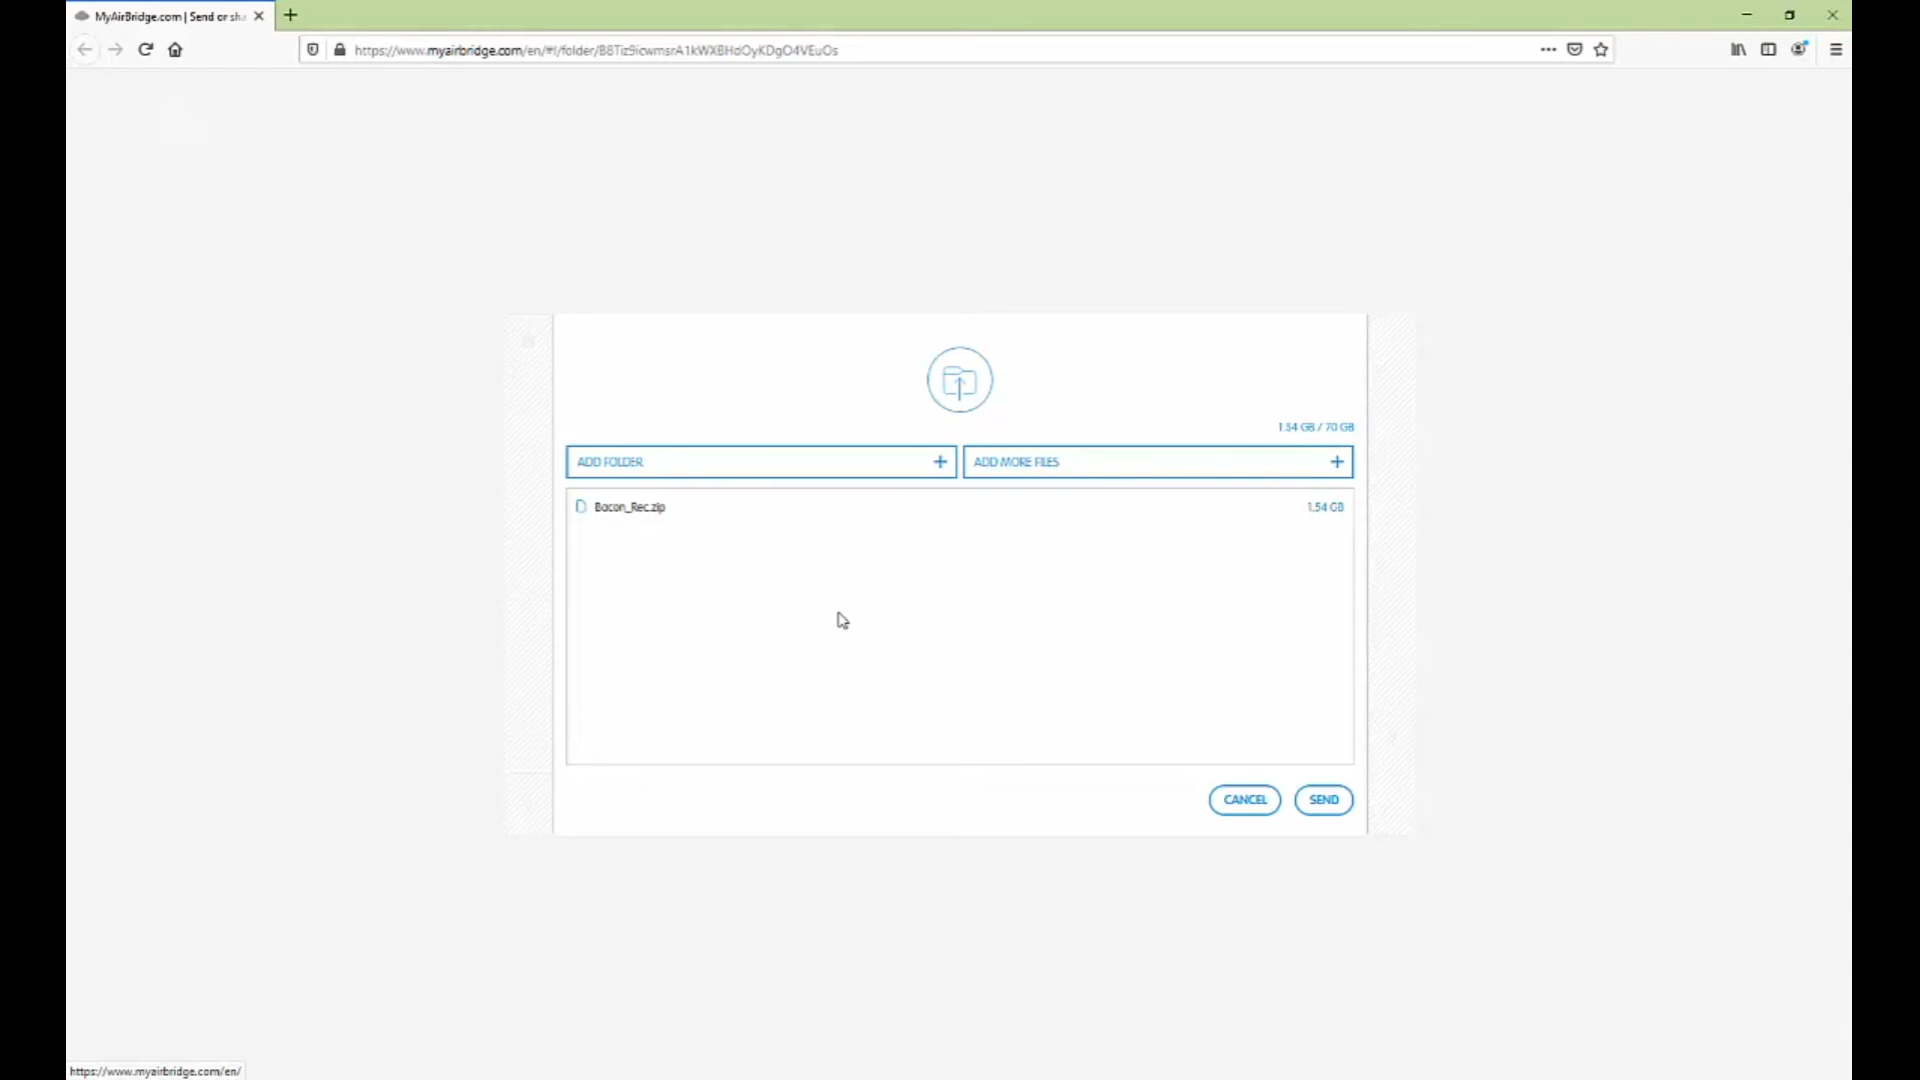 MyAirBridge.com | Send or sha
https://www.myairbridge.com/en/#!/folder/B8Tiz9icwmsrA1kWXBHdOyKDgO4VEuOs
1.54 GB / 70 GB
ADD FOLDER +
ADD MORE FILES +
Bacon_Rec.zip
1.54 GB
CANCEL
SEND
https://www.myairbridge.com/en/